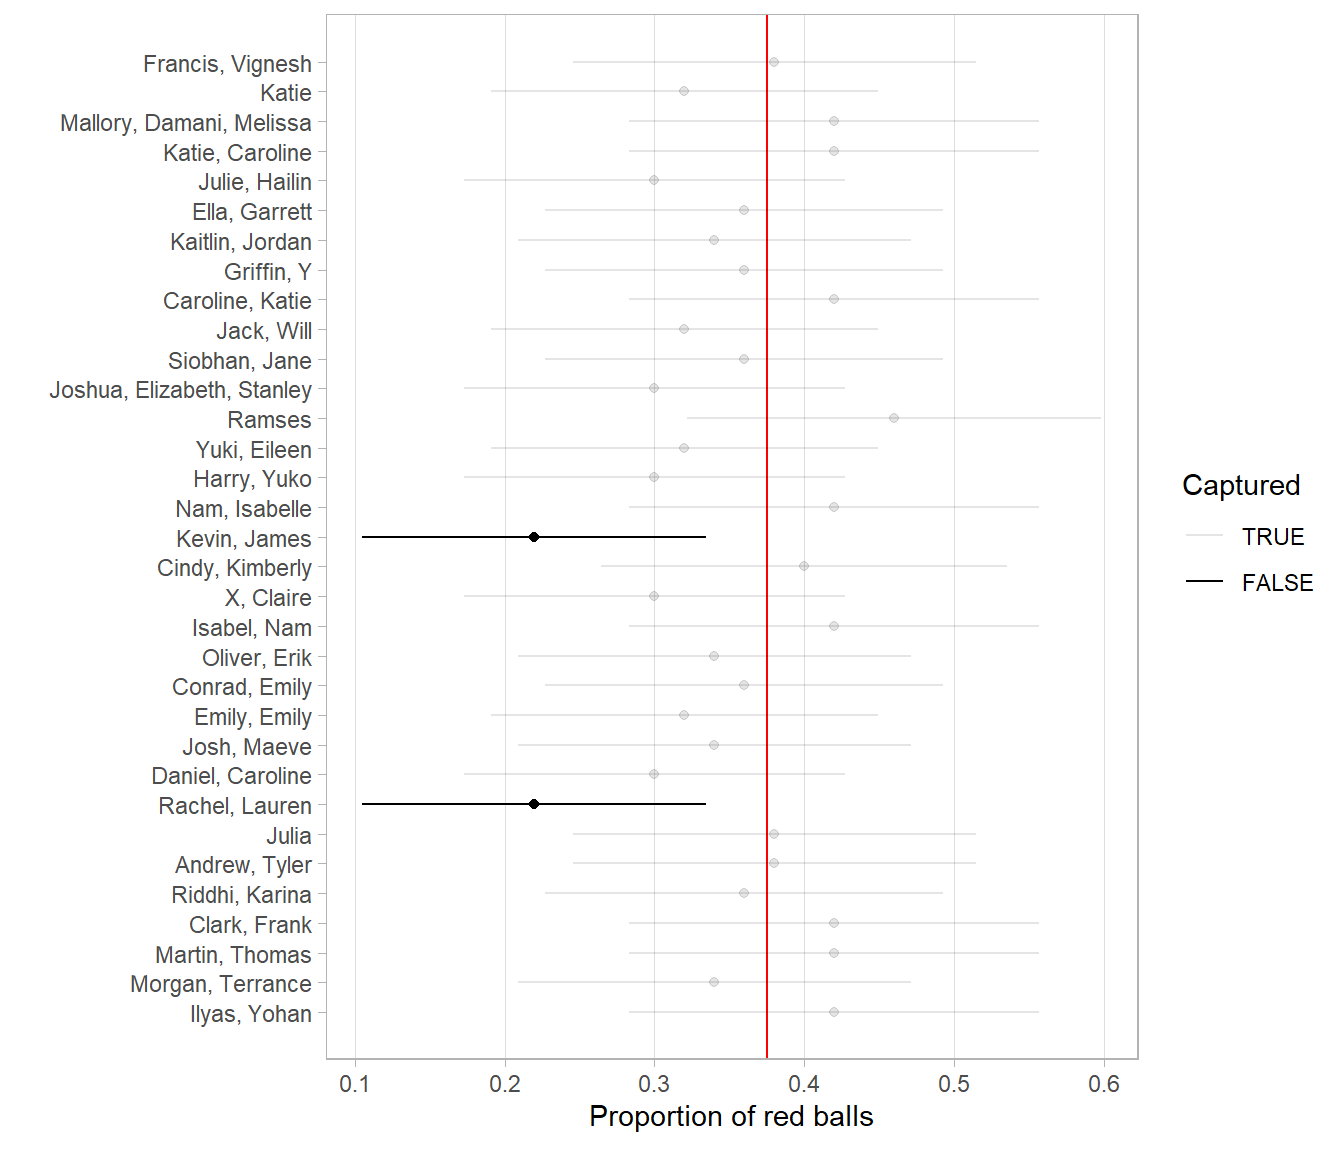 Francis, Vignesh
Katie
Mallory, Damani, Melissa
Katie, Caroline
Julie, Hailin
Ella, Garrett
Kaitlin, Jordan
Griffin, Y
Caroline, Katie
Jack, Will
Siobhan, Jane
Joshua, Elizabeth, Stanley
Ramses
Yuki, Eileen
Harry, Yuko
Nam, Isabelle
Kevin, James
Cindy, Kimberly
X, Claire
Isabel, Nam
Oliver, Erik
Conrad, Emily
Emily, Emily
Josh, Maeve
Daniel, Caroline
Rachel, Lauren
Julia
Andrew, Tyler
Riddhi, Karina
Clark, Frank
Martin, Thomas
Morgan, Terrance
Ilyas, Yohan
0.1 0.2 0.3 0.4 0.5 0.6
Proportion of red balls
Captured
TRUE
FALSE